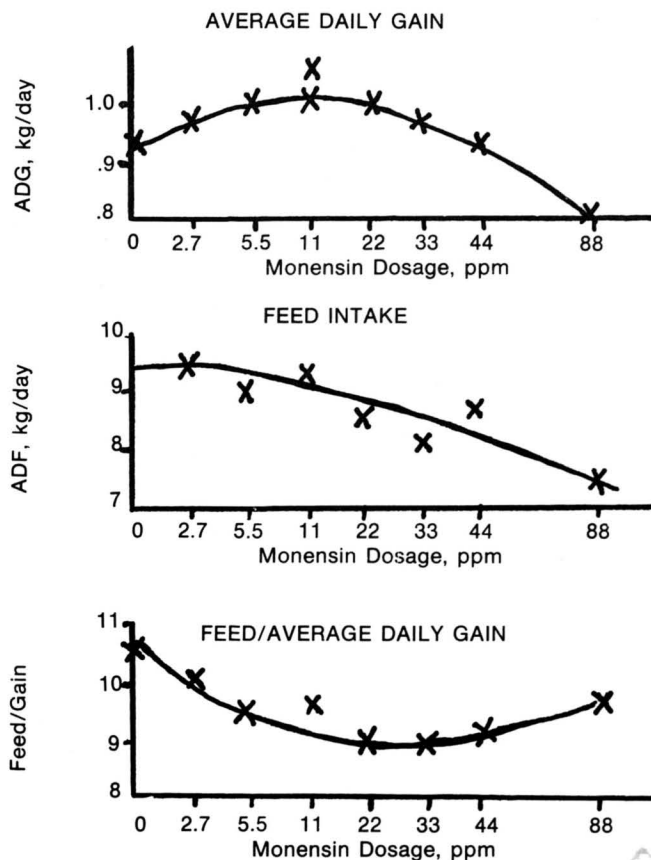 AVERAGE DAILY GAIN
ADG, kg/day
1.0
.9
.8
0 2.7 5.5 11 22 33 44 88
Monensin Dosage, ppm
FEED INTAKE
ADF, kg/day
10
9
8
7
0 2.7 5.5 11 22 33 44 88
Monensin Dosage, ppm
FEED/AVERAGE DAILY GAIN
Feed/Gain
11
10
9
8
0 2.7 5.5 11 22 33 44 88
Monensin Dosage, ppm